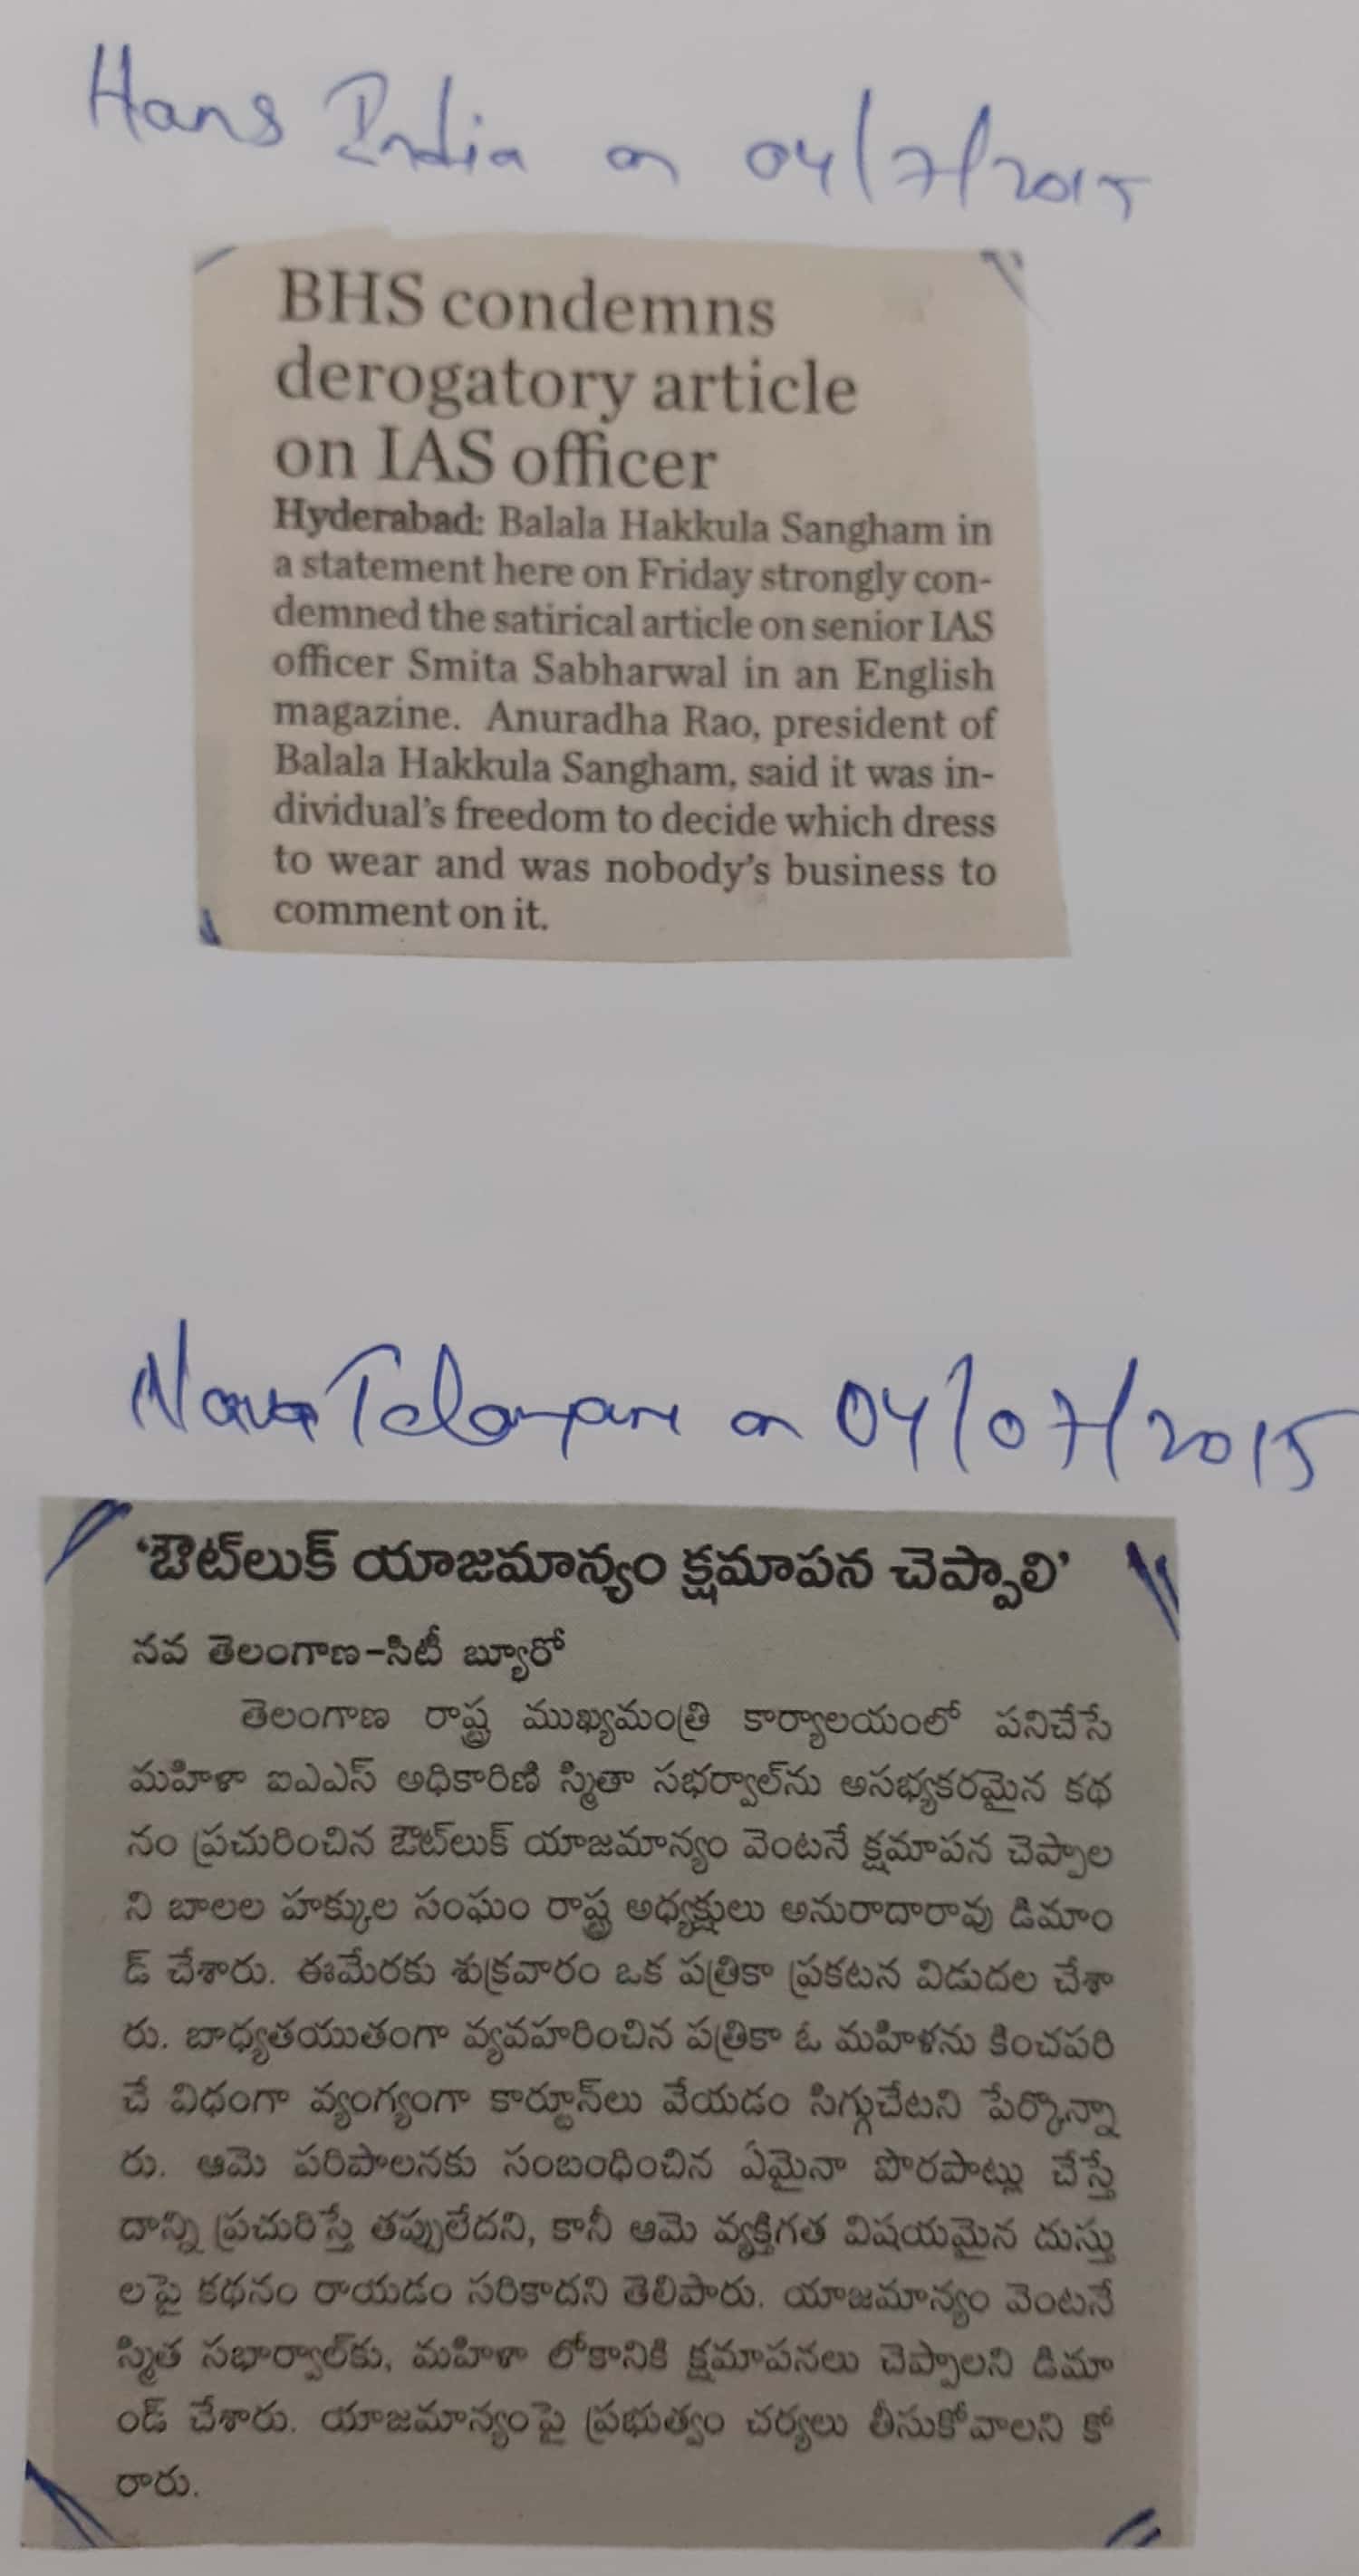 Hans India on 04/7/2015
BHS condemns
derogatory article
on IAS officer
Hyderabad: Balala Hakkula Sangham in
a statement here on Friday strongly con-
demned the satirical article on senior IAS
officer Smita Sabharwal in an English
magazine. Anuradha Rao, president of
Balala Hakkula Sangham, said it was in-
dividual's freedom to decide which dress
to wear and was nobody's business to
comment on it.
Nava Telangana on 04/07/2015
‘ఔట్‌లుక్ యాజమాన్యం క్షమాపన చెప్పాలి’
నవ తెలంగాణ-సిటీ బ్యూరో
తెలంగాణ రాష్ట్ర ముఖ్యమంత్రి కార్యాలయంలో పనిచేసే
మహిళా ఐఎఎస్ అధికారిణి స్మితా సభర్వాల్‌ను అసభ్యకరమైన కథ
నం ప్రచురించిన ఔట్‌లుక్ యాజమాన్యం వెంటనే క్షమాపన చెప్పాల
ని బాలల హక్కుల సంఘం రాష్ట్ర అధ్యక్షులు అనురాదారావు డిమాం
డ్ చేశారు. ఈమేరకు శుక్రవారం ఒక పత్రికా ప్రకటన విడుదల చేశా
రు. బాధ్యతయుతంగా వ్యవహరించిన పత్రికా ఓ మహిళను కించపరి
చే విధంగా వ్యంగ్యంగా కార్టూన్‌లు వేయడం సిగ్గుచేటని పేర్కొన్నా
రు. ఆమె పరిపాలనకు సంబంధించిన ఏమైనా పొరపాట్లు చేస్తే
దాన్ని ప్రచురిస్తే తప్పులేదని, కానీ ఆమె వ్యక్తిగత విషయమైన దుస్తు
లపై కథనం రాయడం సరికాదని తెలిపారు. యాజమాన్యం వెంటనే
స్మిత సభార్వాల్‌కు, మహిళా లోకానికి క్షమాపనలు చెప్పాలని డిమా
ండ్ చేశారు. యాజమాన్యంపై ప్రభుత్వం చర్యలు తీసుకోవాలని కో
రారు.